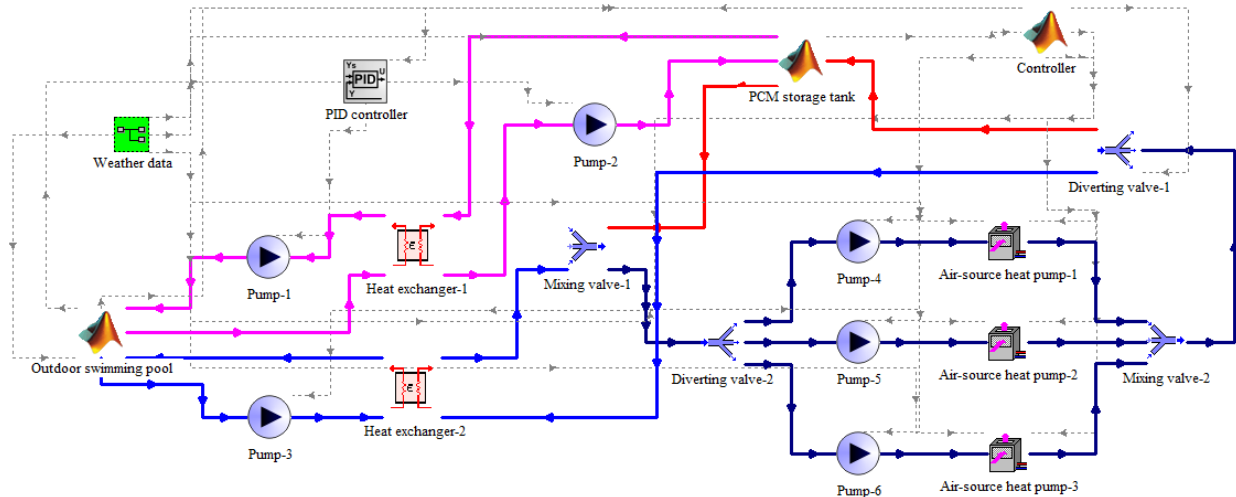 Controller
Ys
U
PID
Y
PID controller
PCM storage tank
Weather data
Pump-2
Diverting valve-1
Pump-1
Heat exchanger-1
Mixing valve-1
Pump-4
Air-source heat pump-1
Outdoor swimming pool
Diverting valve-2
Pump-5
Air-source heat pump-2
Mixing valve-2
Pump-3
Heat exchanger-2
Pump-6
Air-source heat pump-3